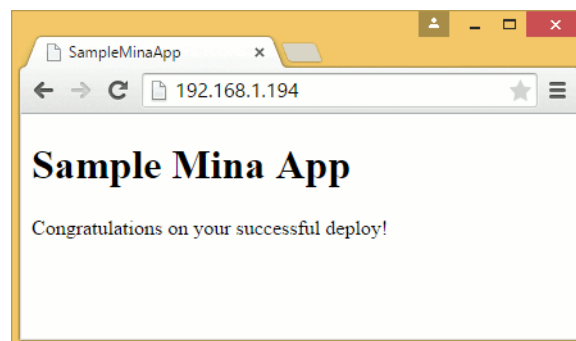 SampleMinaApp
192.168.1.194
Sample Mina App
Congratulations on your successful deploy!